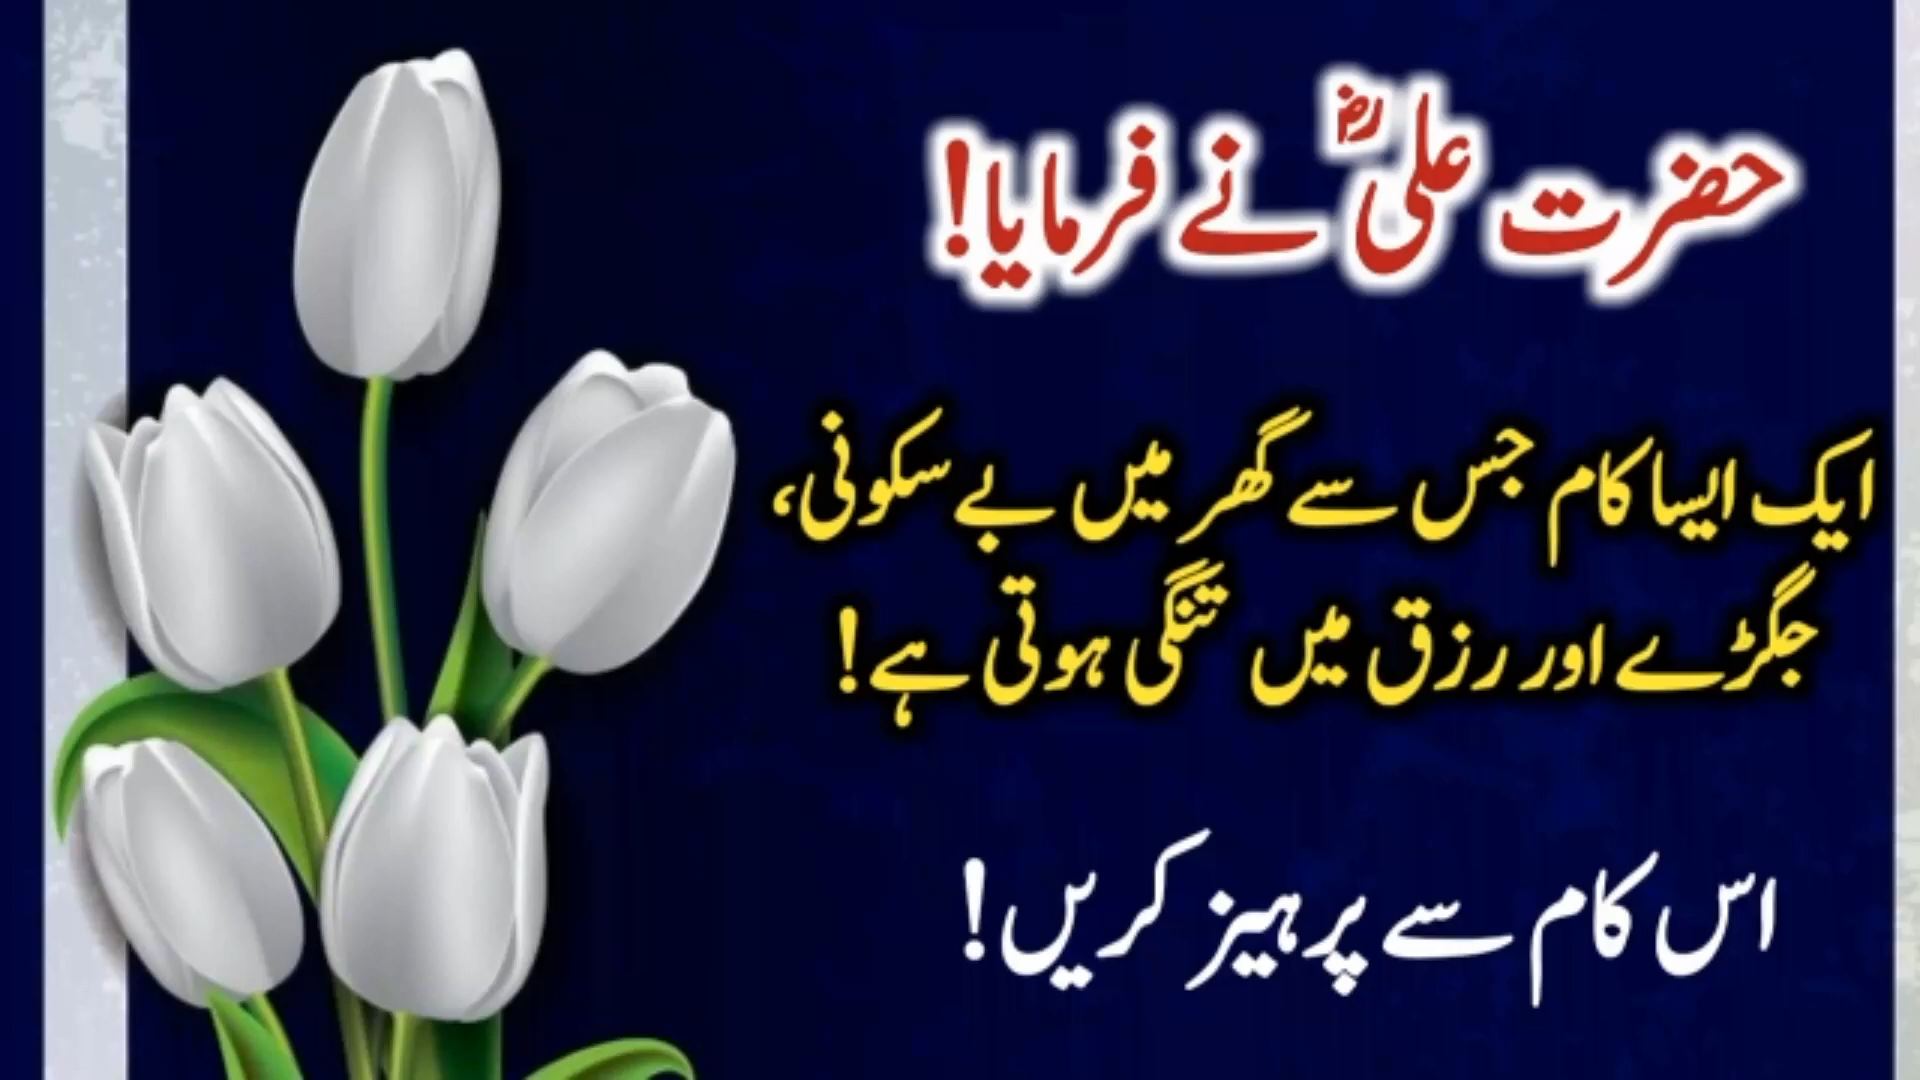 حضرت علیؓ نے فرمایا!
ایک ایسا کام جس سے گھر میں بے سکونی،
جگڑے اور رزق میں تنگی ہوتی ہے!
اس کام سے پرہیز کریں!